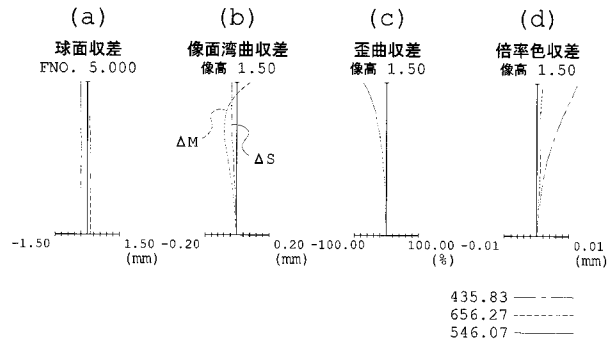 (a) (b) (c) (d)
球面収差 像面湾曲収差 歪曲収差 倍率色収差
FNO. 5.000 像高 1.50 像高 1.50 像高 1.50
ΔM
ΔS
-1.50 1.50 -0.20 0.20 -100.00 100.00 -0.01 0.01
(mm) (mm) (%) (mm)
435.83
656.27
546.07